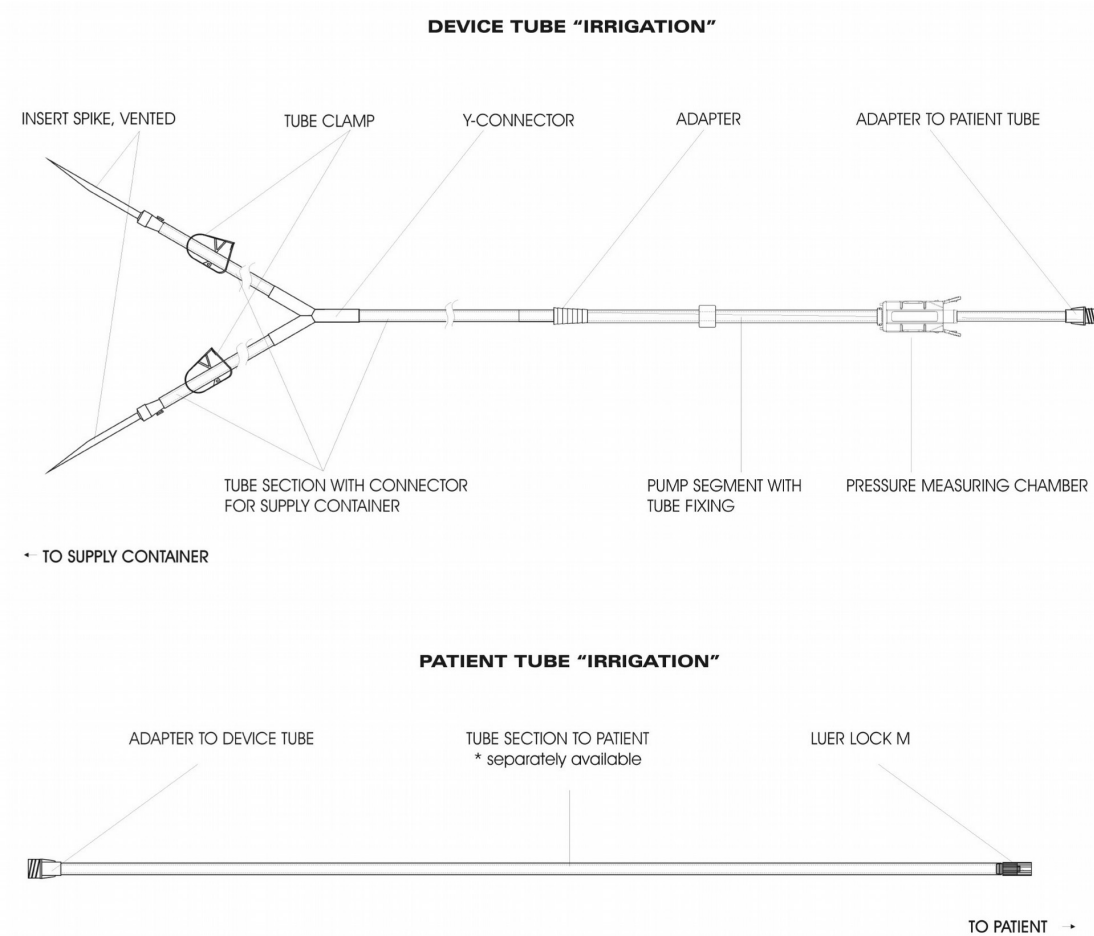 DEVICE TUBE “IRRIGATION”
INSERT SPIKE, VENTED
TUBE CLAMP
Y-CONNECTOR
ADAPTER
ADAPTER TO PATIENT TUBE
TUBE SECTION WITH CONNECTOR
FOR SUPPLY CONTAINER
PUMP SEGMENT WITH
TUBE FIXING
PRESSURE MEASURING CHAMBER
← TO SUPPLY CONTAINER
PATIENT TUBE “IRRIGATION”
ADAPTER TO DEVICE TUBE
TUBE SECTION TO PATIENT
* separately available
LUER LOCK M
TO PATIENT →